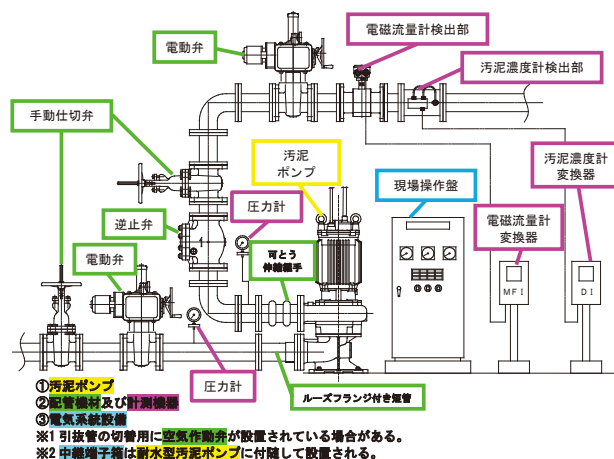 電磁流量計検出部
電動弁
汚泥濃度計検出部
手動仕切弁
汚泥
ポンプ
汚泥濃度計
変換器
圧力計
現場操作盤
逆止弁
可とう
伸縮継手
電磁流量計
変換器
電動弁
MFI
DI
圧力計
ルーズフランジ付き短管
①汚泥ポンプ
②配管機材及び計測機器
③電気系統設備
※1 引抜管の切替用に空気作動弁が設置されている場合がある。
※2 中継端子箱は耐水型汚泥ポンプに付随して設置される。